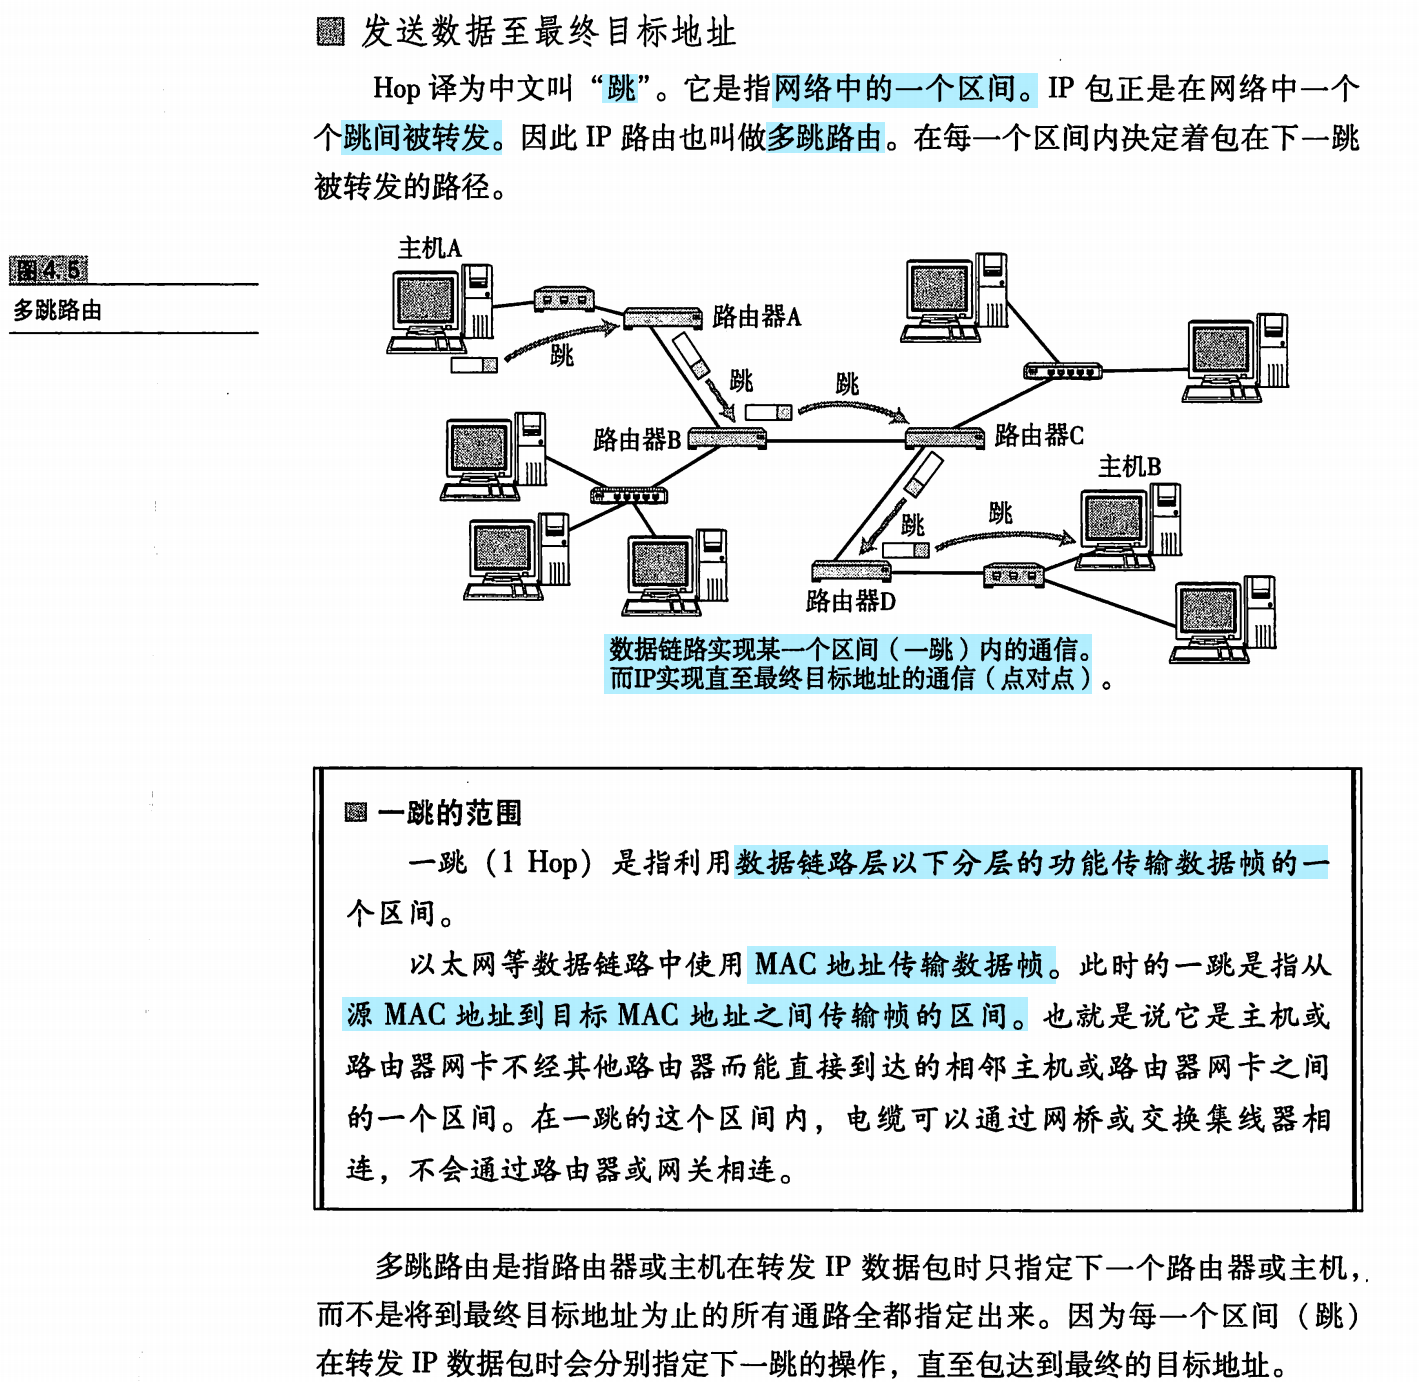 发送数据至最终目标地址
Hop 译为中文叫“跳”。它是指网络中的一个区间。IP 包正是在网络中一个
个跳间被转发。因此 IP 路由也叫做多跳路由。在每一个区间内决定着包在下一跳
被转发的路径。
图4.5
多跳路由
主机A
路由器A
跳
跳
跳
路由器B
路由器C
主机B
跳
跳
路由器D
数据链路实现某一个区间（一跳）内的通信。
而IP实现直至最终目标地址的通信（点对点）。
一跳的范围
一跳（1 Hop）是指利用数据链路层以下分层的功能传输数据帧的一
个区间。
以太网等数据链路中使用 MAC 地址传输数据帧。此时的一跳是指从
源 MAC 地址到目标 MAC 地址之间传输帧的区间。也就是说它是主机或
路由器网卡不经其他路由器而能直接到达的相邻主机或路由器网卡之间
的一个区间。在一跳的这个区间内，电缆可以通过网桥或交换集线器相
连，不会通过路由器或网关相连。
多跳路由是指路由器或主机在转发 IP 数据包时只指定下一个路由器或主机，
而不是将到最终目标地址为止的所有通路全都指定出来。因为每一个区间（跳）
在转发 IP 数据包时会分别指定下一跳的操作，直至包达到最终的目标地址。